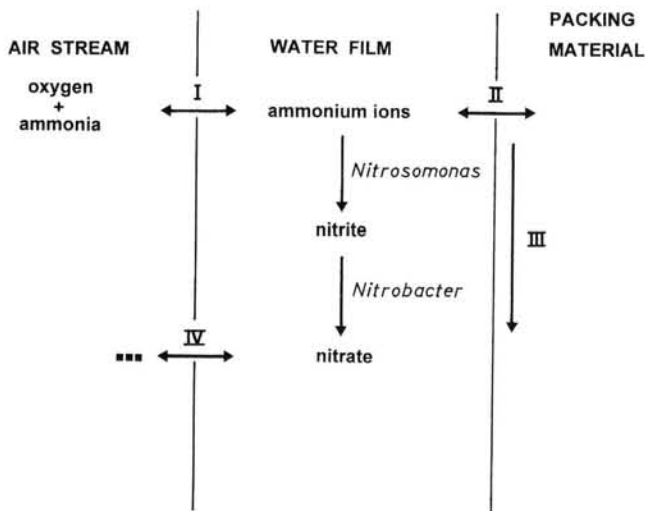 AIR STREAM
WATER FILM
PACKING
MATERIAL
oxygen
+
ammonia
I
ammonium ions
II
Nitrosomonas
nitrite
III
Nitrobacter
IV
nitrate